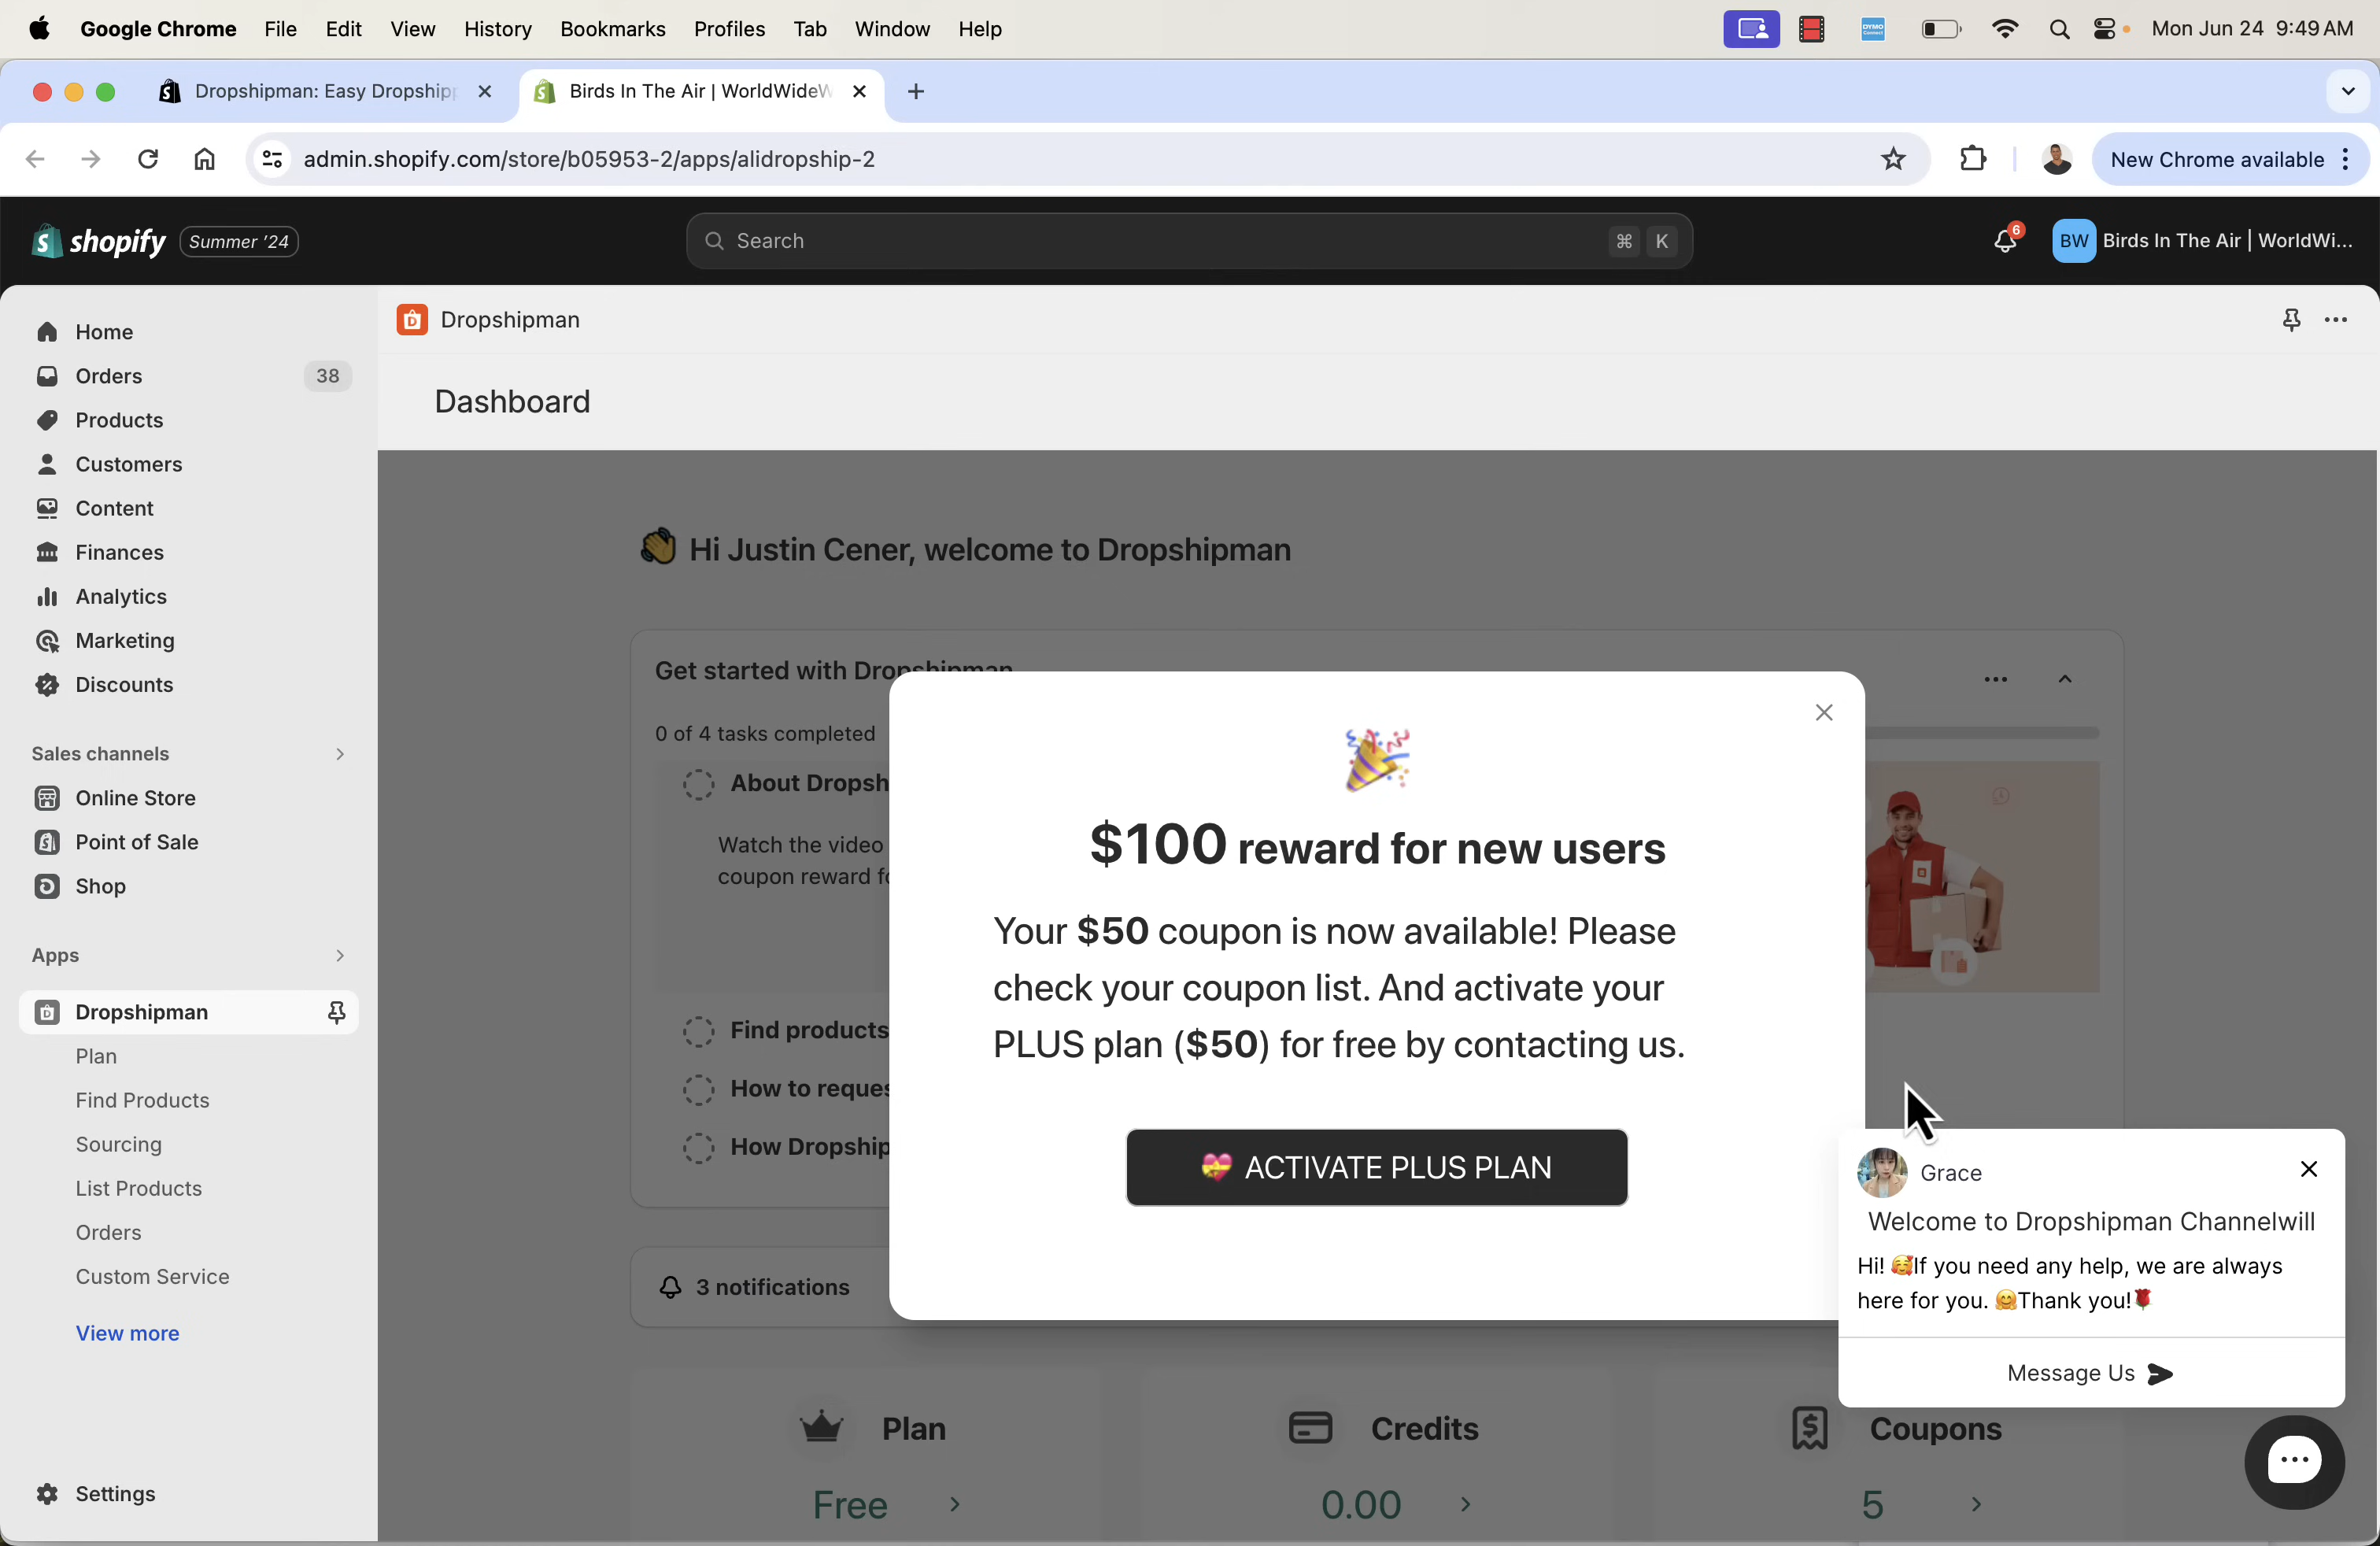 Google Chrome File Edit View History Bookmarks Profiles Tab Window Help DYMO Mon Jun 24 9:49 AM
Dropshipman: Easy Dropship Birds In The Air | WorldWide
admin.shopify.com/store/b05953-2/apps/alidropship-2 New Chrome available
shopify Summer '24 Search ⌘ K 6 BW Birds In The Air | WorldWi...
Home
Orders 38
Products
Customers
Content
Finances
Analytics
Marketing
Discounts
Sales channels
Online Store
Point of Sale
Shop
Apps
Dropshipman
Plan
Find Products
Sourcing
List Products
Orders
Custom Service
View more
Settings
Dropshipman
Dashboard
Hi Justin Cener, welcome to Dropshipman
Get started with Dropshipman
0 of 4 tasks completed
About Dropsh
Watch the video
coupon reward fo
Find products
How to reques
How Dropship
3 notifications
$100 reward for new users
Your $50 coupon is now available! Please
check your coupon list. And activate your
PLUS plan ($50) for free by contacting us.
ACTIVATE PLUS PLAN
Grace
Welcome to Dropshipman Channelwill
Hi! 🥰If you need any help, we are always
here for you. 🤗Thank you!🌹
Message Us
Plan
Free
Credits
0.00
Coupons
5